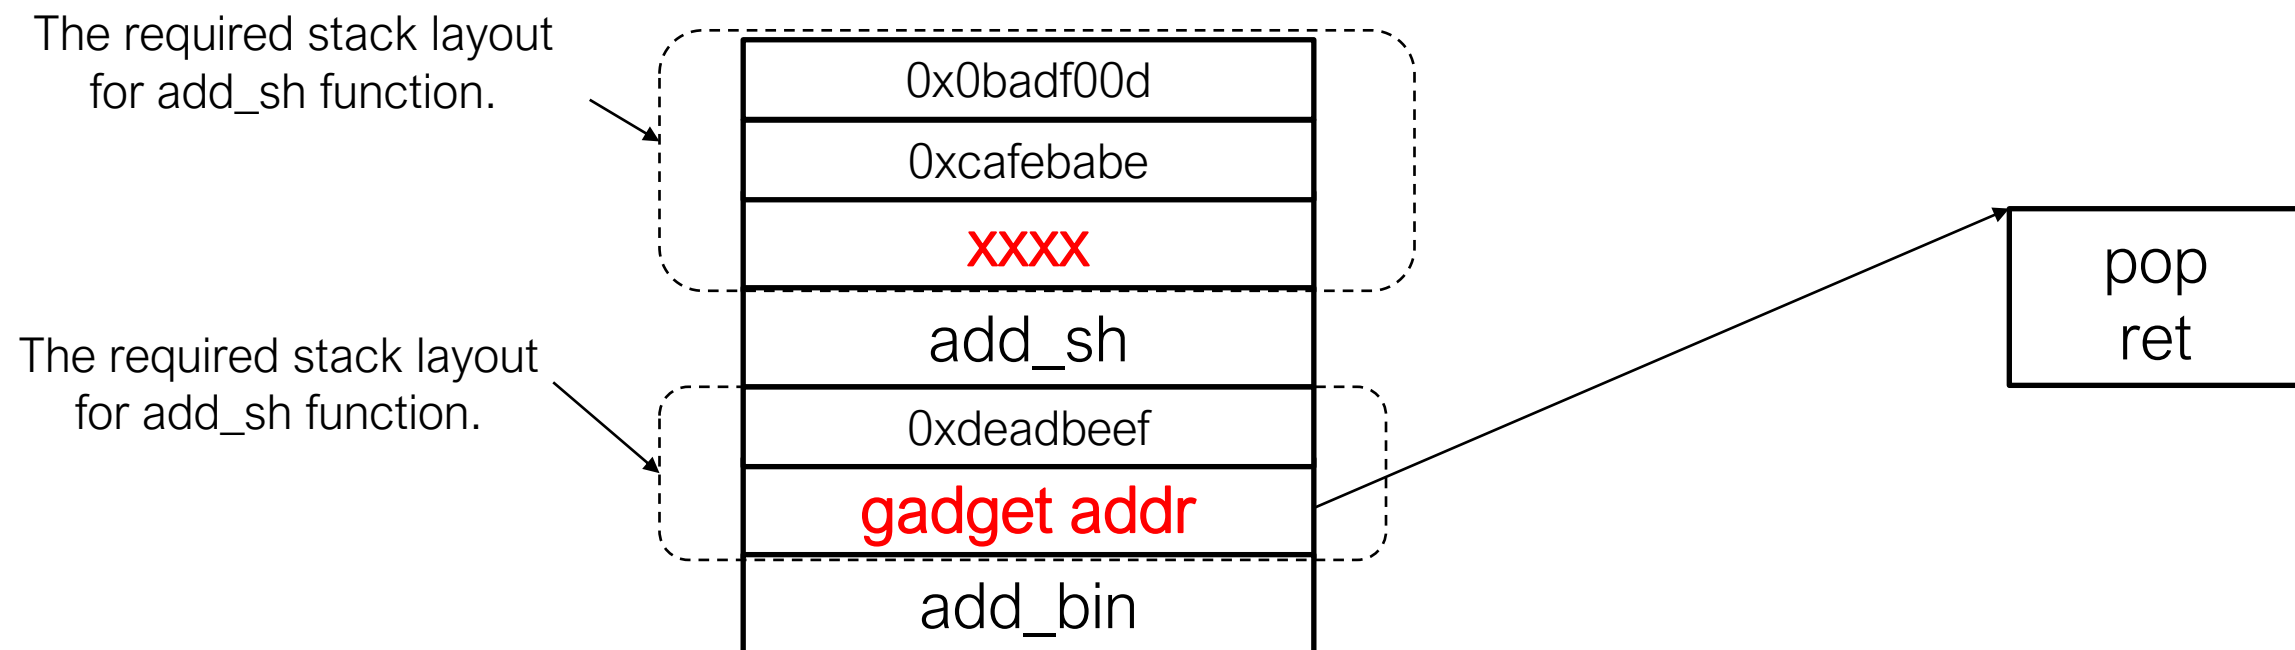 The required stack layout
for add_sh function.
0x0badf00d
0xcafebabe
xxxx
add_sh
The required stack layout
for add_sh function.
0xdeadbeef
gadget addr
add_bin
pop
ret